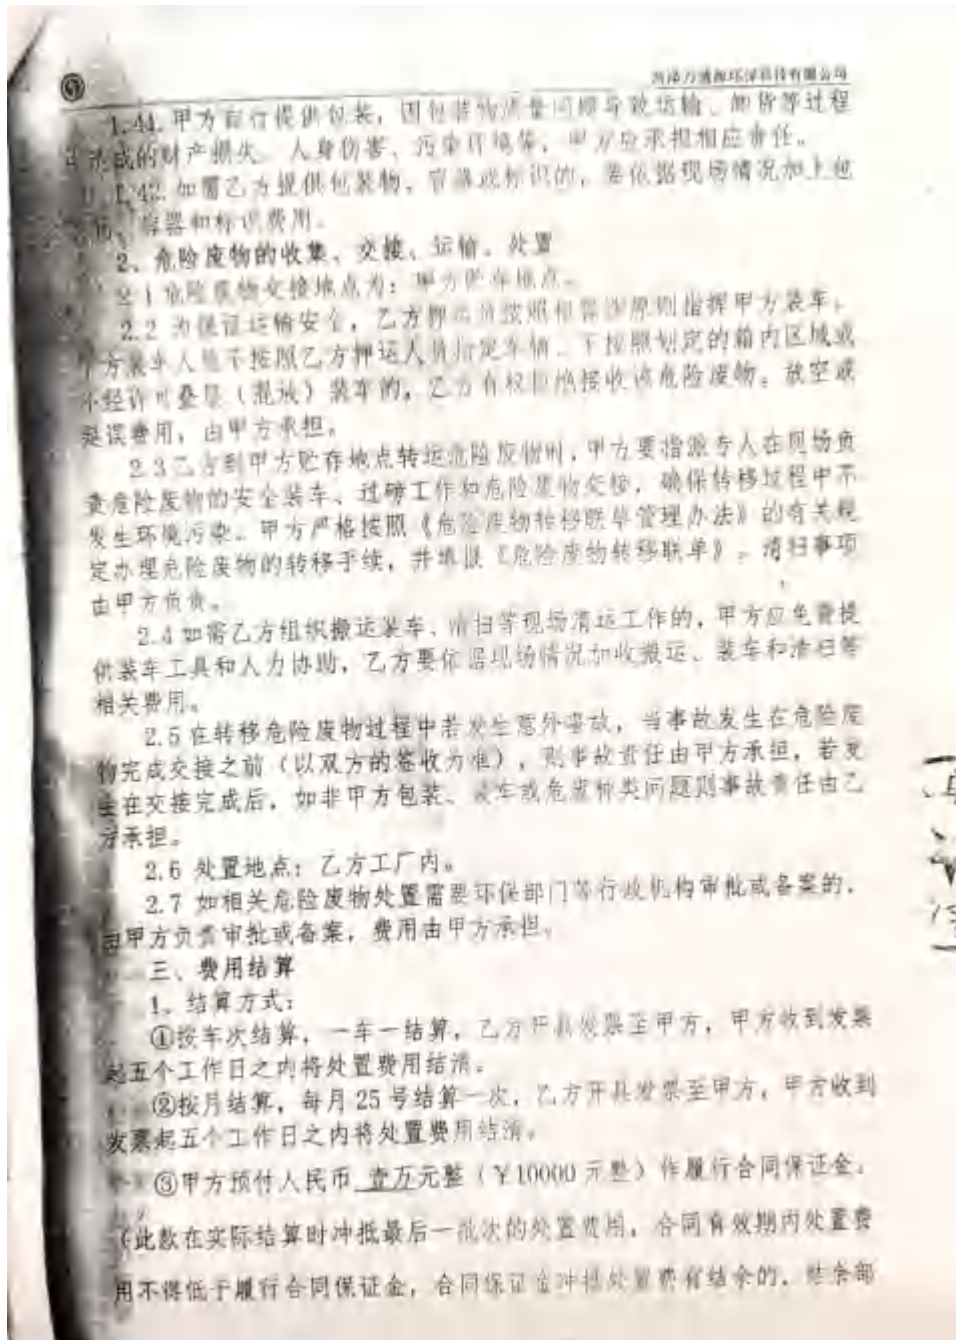 菏泽万清源环保科技有限公司
1.41.甲方自行提供包装，因包装物质量问题导致运输、卸货等过程
造成的财产损失、人身伤害、污染环境等，甲方应承担相应责任。
1.42.如需乙方提供包装物、容器或标识的，要依据现场情况加上包
容器和标识费用。
2、危险废物的收集、交接、运输、处置
2.1危险废物交接地点为：甲方贮存地点。
2.2 为保证运输安全，乙方押运员按照相容性原则指挥甲方装车，
甲方装车人员不按照乙方押运人员指定车辆、不按照划定的箱内区域或
不经许可叠层（混放）装车的，乙方有权拒绝接收该危险废物。放空或
延误费用，由甲方承担。
2.3乙方到甲方贮存地点转运危险废物时，甲方要指派专人在现场负
责危险废物的安全装车、过磅工作和危险废物交接，确保转移过程中不
发生环境污染。甲方严格按照《危险废物转移联单管理办法》的有关规
定办理危险废物的转移手续，并填报《危险废物转移联单》。清扫事项
由甲方负责。
2.4如需乙方组织搬运装车、清扫等现场清运工作的，甲方应免费提
供装车工具和人力协助，乙方要依据现场情况加收搬运、装车和清扫等
相关费用。
2.5在转移危险废物过程中若发生意外事故，当事故发生在危险废
物完成交接之前（以双方的签收为准），则事故责任由甲方承担，若发
生在交接完成后，如非甲方包装、装车或危废种类问题则事故责任由乙
方承担。
2.6 处置地点：乙方工厂内。
2.7 如相关危险废物处置需要环保部门等行政机构审批或备案的，
由甲方负责审批或备案，费用由甲方承担。
三、费用结算
1、结算方式：
①按车次结算，一车一结算，乙方开具发票至甲方，甲方收到发票
起五个工作日之内将处置费用结清。
②按月结算，每月25号结算一次，乙方开具发票至甲方，甲方收到
发票起五个工作日之内将处置费用结清。
③甲方预付人民币 壹万元整（￥10000元整）作履行合同保证金。
（此款在实际结算时冲抵最后一批次的处置费用，合同有效期内处置费
用不得低于履行合同保证金，合同保证金冲抵处置费有结余的，结余部